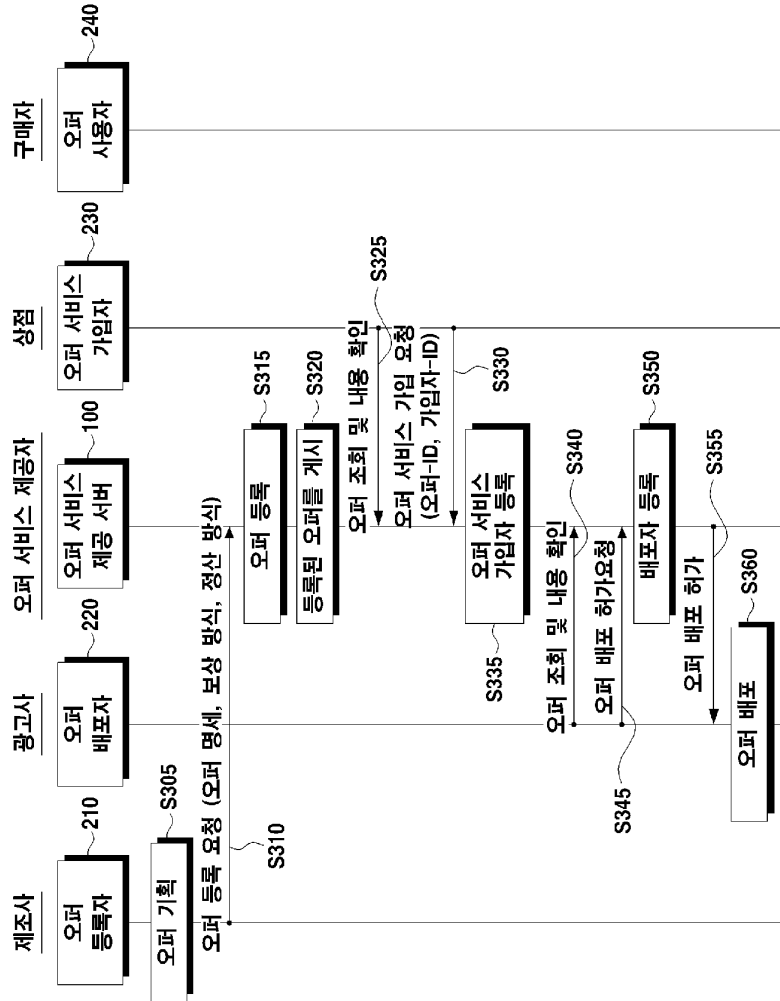 제조사
광고사
오퍼 서비스 제공자
상점
구매자
210
220
100
230
240
오퍼
등록자
오퍼
배포자
오퍼 서비스
제공 서버
오퍼 서비스
가입자
오퍼
사용자
오퍼 기획
S305
오퍼 등록 요청 (오퍼 명세, 보상 방식, 정산 방식)
S310
오퍼 등록
S315
등록된 오퍼를 게시
S320
오퍼 조회 및 내용 확인
S325
오퍼 서비스 가입 요청
(오퍼-ID, 가입자-ID)
S330
오퍼 서비스
가입자 등록
S335
오퍼 조회 및 내용 확인
S340
오퍼 배포 허가요청
S345
배포자 등록
S350
오퍼 배포 허가
S355
오퍼 배포
S360